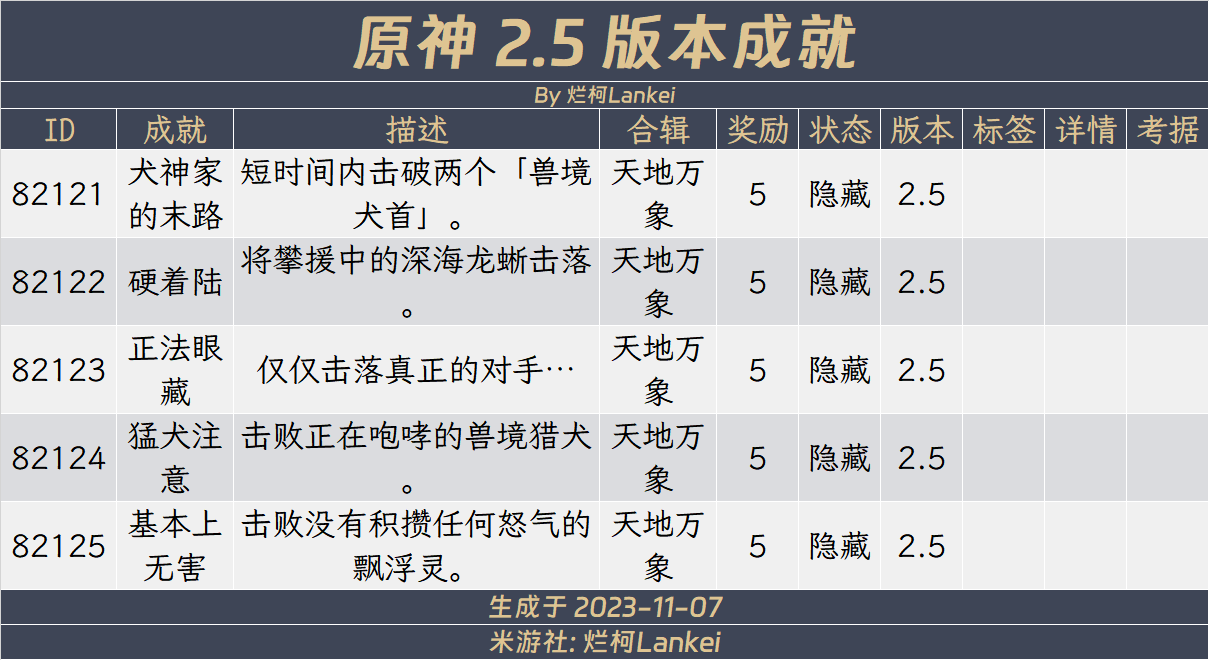 原神 2.5 版本成就
By 烂柯Lankei
ID 成就 描述 合辑 奖励 状态 版本 标签 详情 考据
82121 犬神家的末路 短时间内击破两个「兽境犬首」。 天地万象 5 隐藏 2.5
82122 硬着陆 将攀援中的深海龙蜥击落。 天地万象 5 隐藏 2.5
82123 正法眼藏 仅仅击落真正的对手… 天地万象 5 隐藏 2.5
82124 猛犬注意 击败正在咆哮的兽境猎犬。 天地万象 5 隐藏 2.5
82125 基本上无害 击败没有积攒任何怒气的飘浮灵。 天地万象 5 隐藏 2.5
生成于 2023-11-07
米游社: 烂柯Lankei